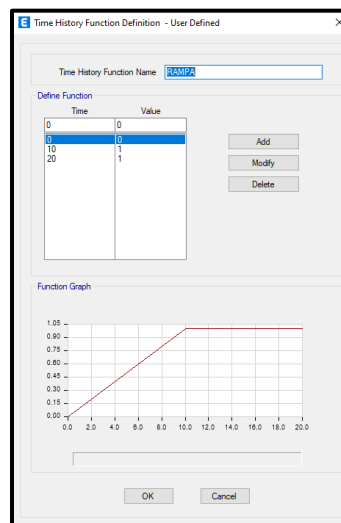 E Time History Function Definition - User Defined
Time History Function Name RAMPA
Define Function
Time Value
0 0
0 0
10 1
20 1
Add
Modify
Delete
Function Graph
1.05
0.90
0.75
0.60
0.45
0.30
0.15
0.00
0.0 2.0 4.0 6.0 8.0 10.0 12.0 14.0 16.0 18.0 20.0
OK Cancel